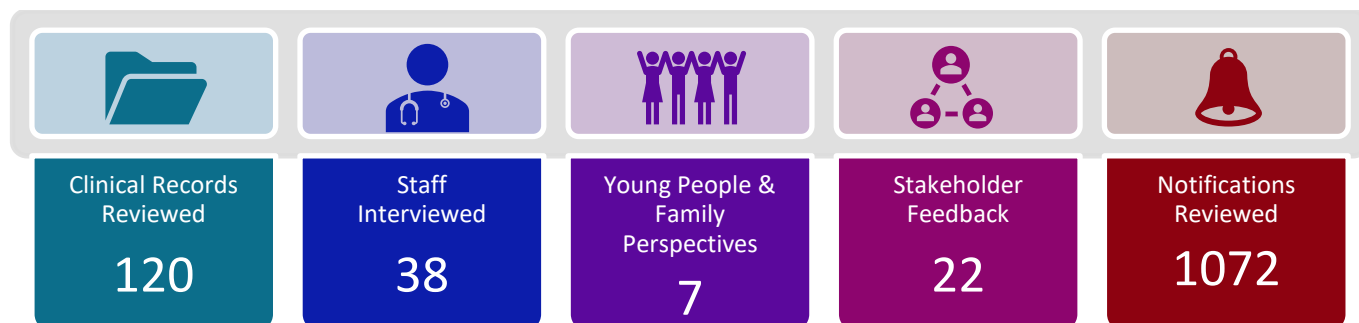 Clinical Records
Reviewed
120
Staff
Interviewed
38
Young People &
Family
Perspectives
7
Stakeholder
Feedback
22
Notifications
Reviewed
1072